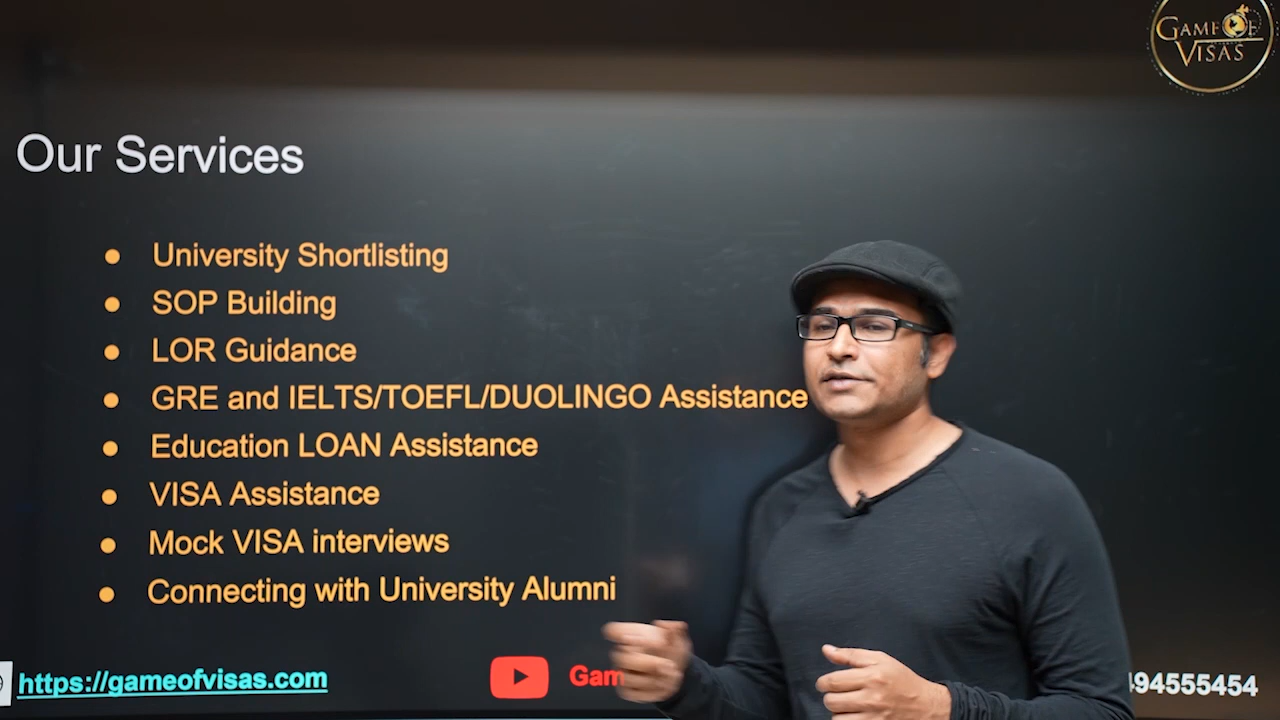 GAME OF
VISAS
Our Services
University Shortlisting
SOP Building
LOR Guidance
GRE and IELTS/TOEFL/DUOLINGO Assistance
Education LOAN Assistance
VISA Assistance
Mock VISA interviews
Connecting with University Alumni
https://gameofvisas.com
Gam
494555454